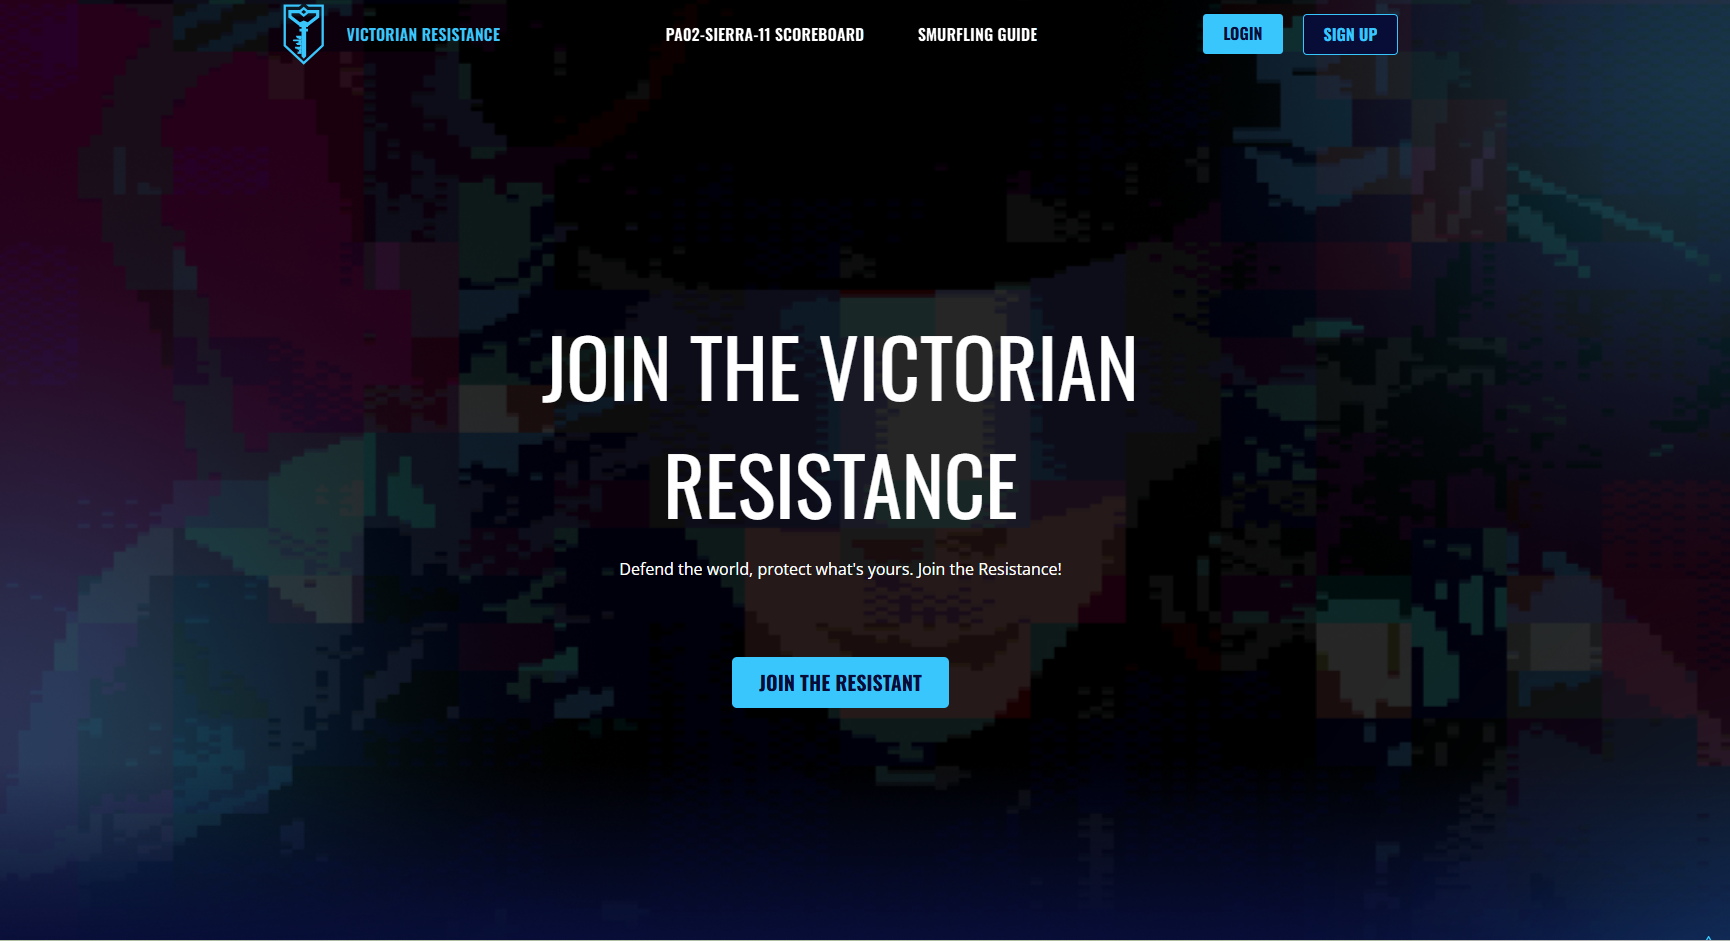 VICTORIAN RESISTANCE
PA02-SIERRA-11 SCOREBOARD
SMURFLING GUIDE
LOGIN
SIGN UP
JOIN THE VICTORIAN
RESISTANCE
Defend the world, protect what's yours. Join the Resistance!
JOIN THE RESISTANT